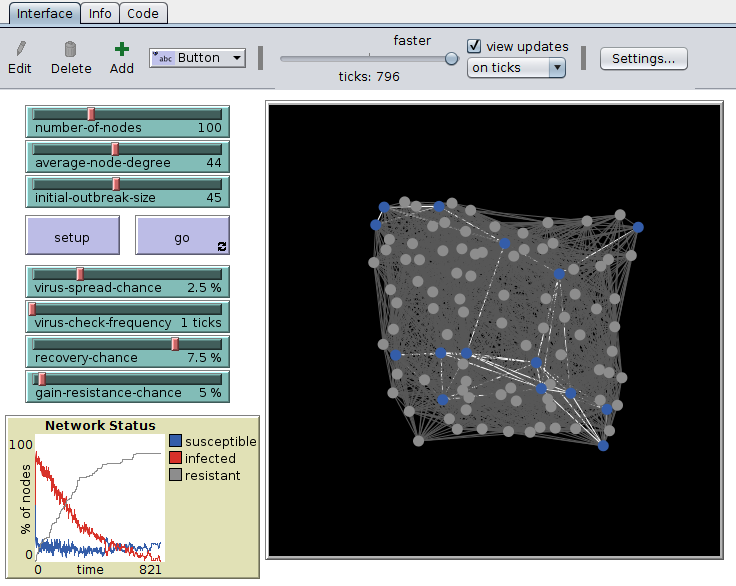 Interface Info Code
Edit Delete Add abc Button
faster
ticks: 796
view updates
on ticks
Settings...
number-of-nodes 100
average-node-degree 44
initial-outbreak-size 45
setup go
virus-spread-chance 2.5 %
virus-check-frequency 1 ticks
recovery-chance 7.5 %
gain-resistance-chance 5 %
Network Status
100
% of nodes
0
0 time 821
susceptible
infected
resistant